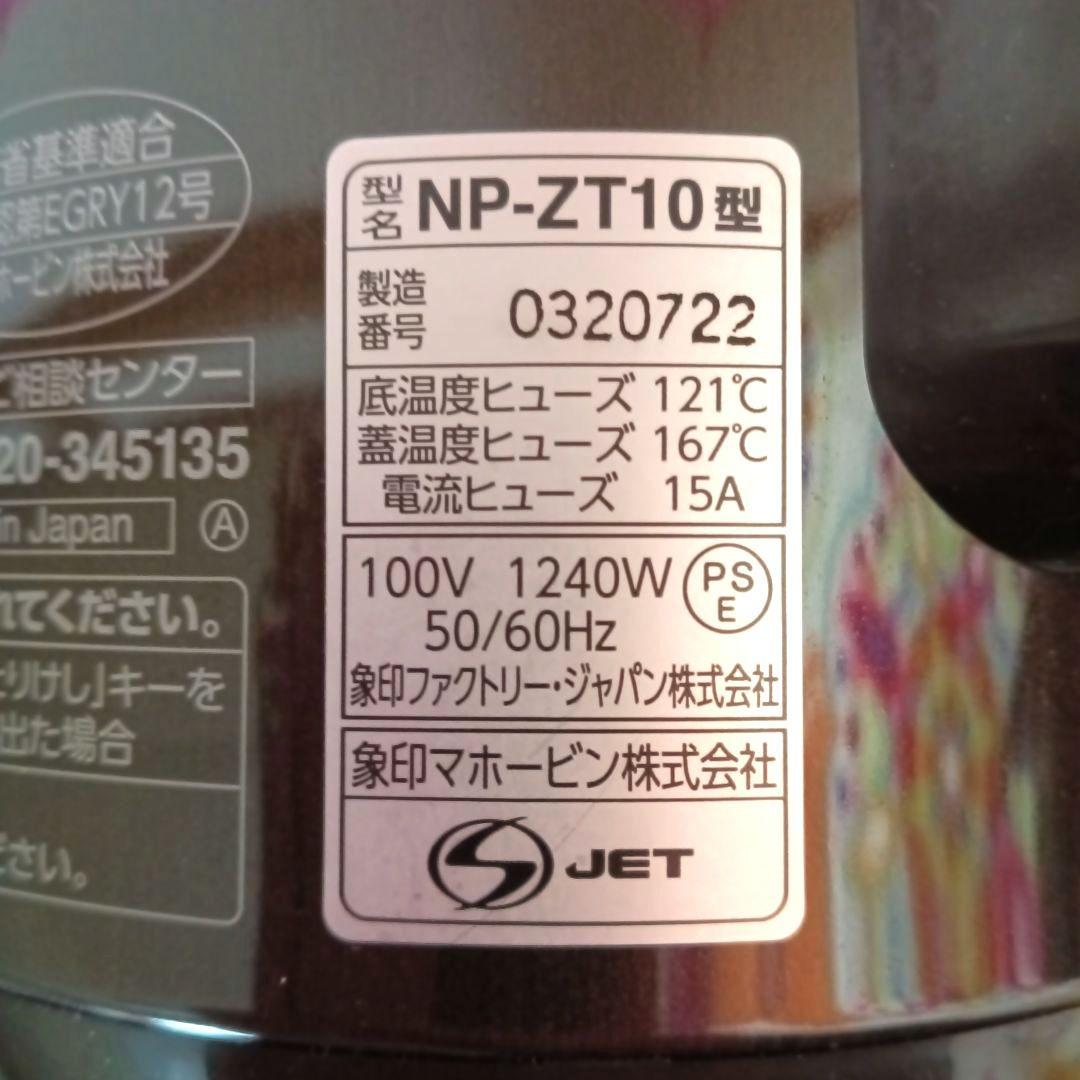 省基準適合
認第EGRY12号
ホービン株式会社
ご相談センター
20-345135
in Japan
A
れてください。
とりけし」キーを
出た場合
ださい。
型名 NP-ZT10型
製造番号 0320722
底温度ヒューズ 121℃
蓋温度ヒューズ 167℃
電流ヒューズ 15A
100V 1240W
PSE
50/60Hz
象印ファクトリー・ジャパン株式会社
象印マホービン株式会社
S JET